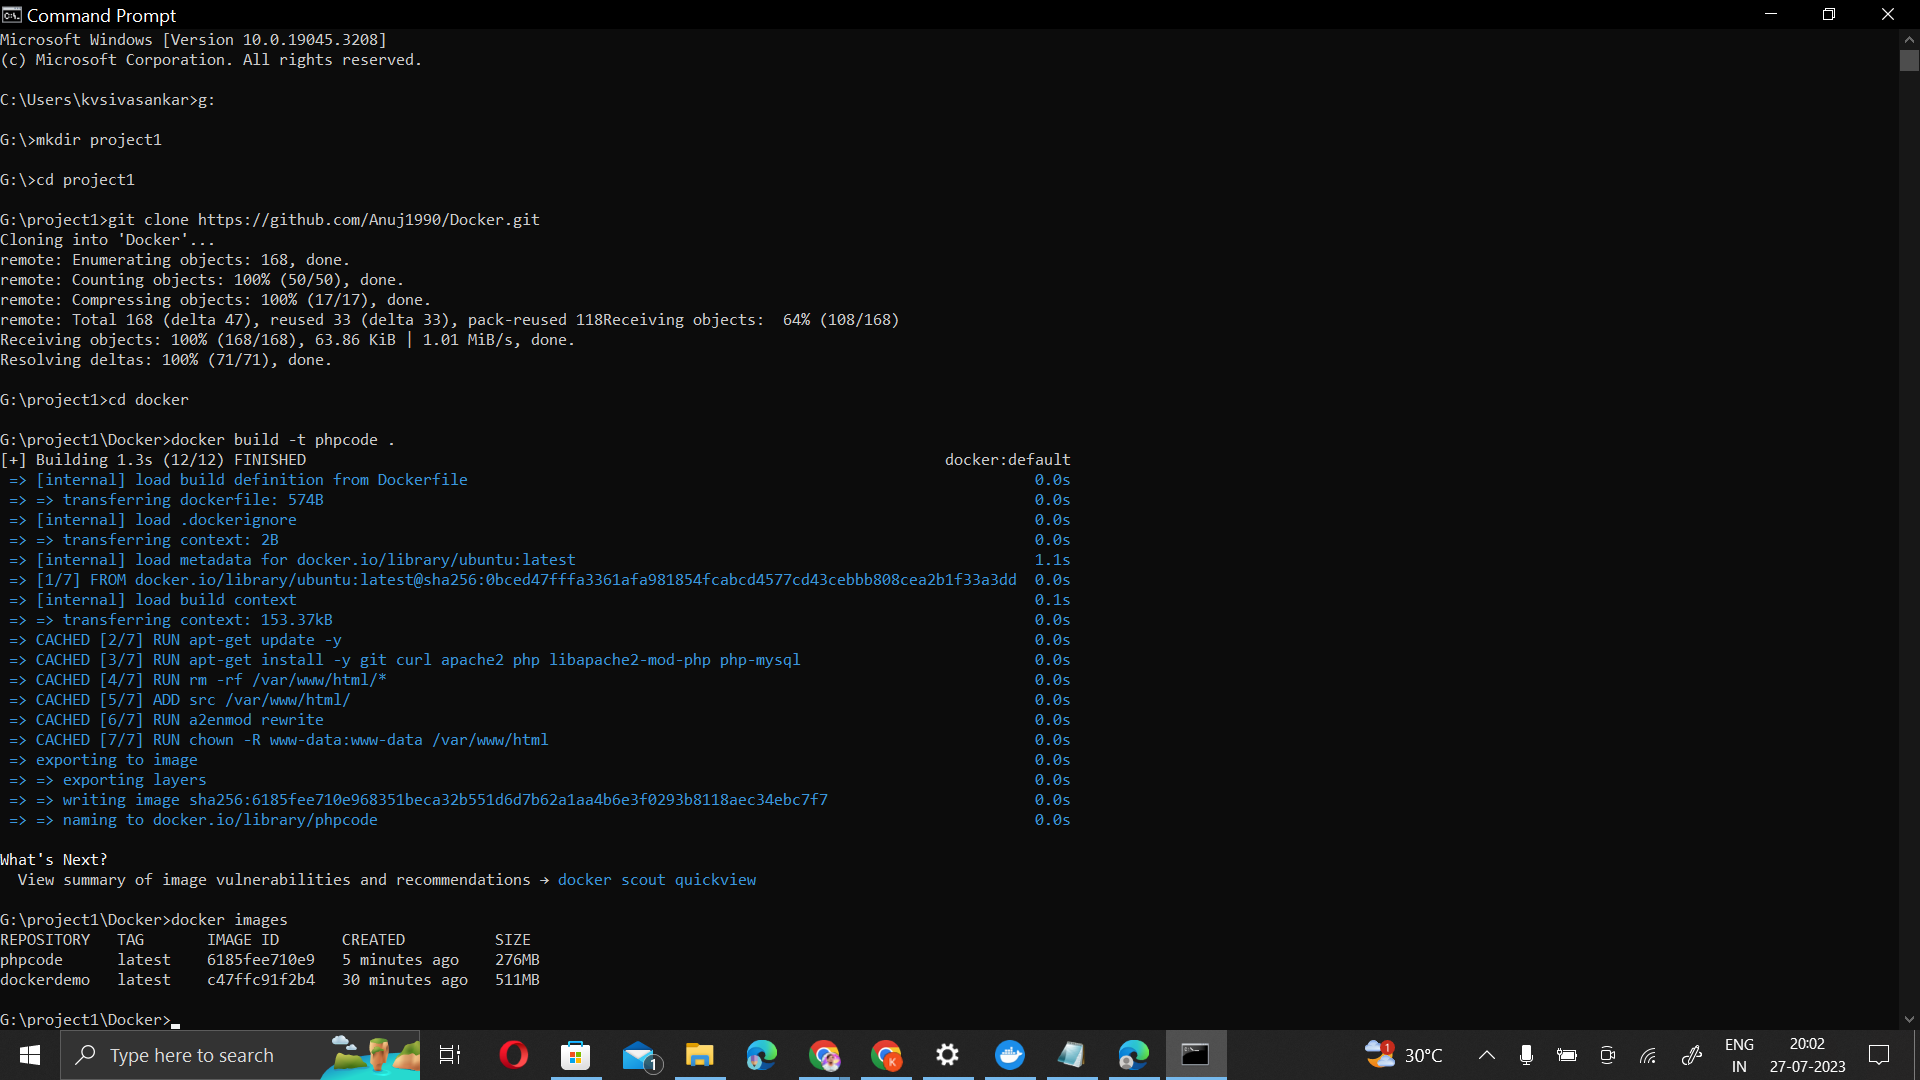 Command Prompt
Microsoft Windows [Version 10.0.19045.3208]
(c) Microsoft Corporation. All rights reserved.
C:\Users\kvsivasankar>g:
G:\>mkdir project1
G:\>cd project1
G:\project1>git clone https://github.com/Anuj1990/Docker.git
Cloning into 'Docker'...
remote: Enumerating objects: 168, done.
remote: Counting objects: 100% (50/50), done.
remote: Compressing objects: 100% (17/17), done.
remote: Total 168 (delta 47), reused 33 (delta 33), pack-reused 118Receiving objects:  64% (108/168)
Receiving objects: 100% (168/168), 63.86 KiB | 1.01 MiB/s, done.
Resolving deltas: 100% (71/71), done.
G:\project1>cd docker
G:\project1\Docker>docker build -t phpcode .
[+] Building 1.3s (12/12) FINISHED docker:default
=> [internal] load build definition from Dockerfile 0.0s
=> => transferring dockerfile: 574B 0.0s
=> [internal] load .dockerignore 0.0s
=> => transferring context: 2B 0.0s
=> [internal] load metadata for docker.io/library/ubuntu:latest 1.1s
=> [1/7] FROM docker.io/library/ubuntu:latest@sha256:0bced47fffa3361afa981854fcabcd4577cd43cebbb808cea2b1f33a3dd 0.0s
=> [internal] load build context 0.1s
=> => transferring context: 153.37kB 0.0s
=> CACHED [2/7] RUN apt-get update -y 0.0s
=> CACHED [3/7] RUN apt-get install -y git curl apache2 php libapache2-mod-php php-mysql 0.0s
=> CACHED [4/7] RUN rm -rf /var/www/html/* 0.0s
=> CACHED [5/7] ADD src /var/www/html/ 0.0s
=> CACHED [6/7] RUN a2enmod rewrite 0.0s
=> CACHED [7/7] RUN chown -R www-data:www-data /var/www/html 0.0s
=> exporting to image 0.0s
=> => exporting layers 0.0s
=> => writing image sha256:6185fee710e968351beca32b551d6d7b62a1aa4b6e3f0293b8118aec34ebc7f7 0.0s
=> => naming to docker.io/library/phpcode 0.0s
What's Next?
View summary of image vulnerabilities and recommendations → docker scout quickview
G:\project1\Docker>docker images
REPOSITORY TAG IMAGE ID CREATED SIZE
phpcode latest 6185fee710e9 5 minutes ago 276MB
dockerdemo latest c47ffc91f2b4 30 minutes ago 511MB
G:\project1\Docker>
Type here to search
1
K
1
30°C
ENG
IN
20:02
27-07-2023